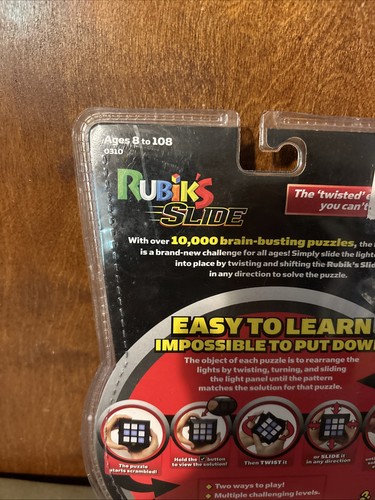 Ages 8 to 108
0310
RUBIK'S
SLIDE
The 'twisted'
you can't
With over 10,000 brain-busting puzzles, the
is a brand-new challenge for all ages! Simply slide the
into place by twisting and shifting the Rubik's
in any direction to solve the puzzle.
EASY TO LEARN
IMPOSSIBLE TO PUT DOW
The object of each puzzle is to rearrange the
lights by twisting, turning, and sliding
the light panel until the pattern
matches the solution for that puzzle.
The puzzle
starts scrambled!
Hold the ✓ button
to view the solution!
Then TWIST it
or SLIDE it
in any direction
Two ways to play!
Multiple challenging levels